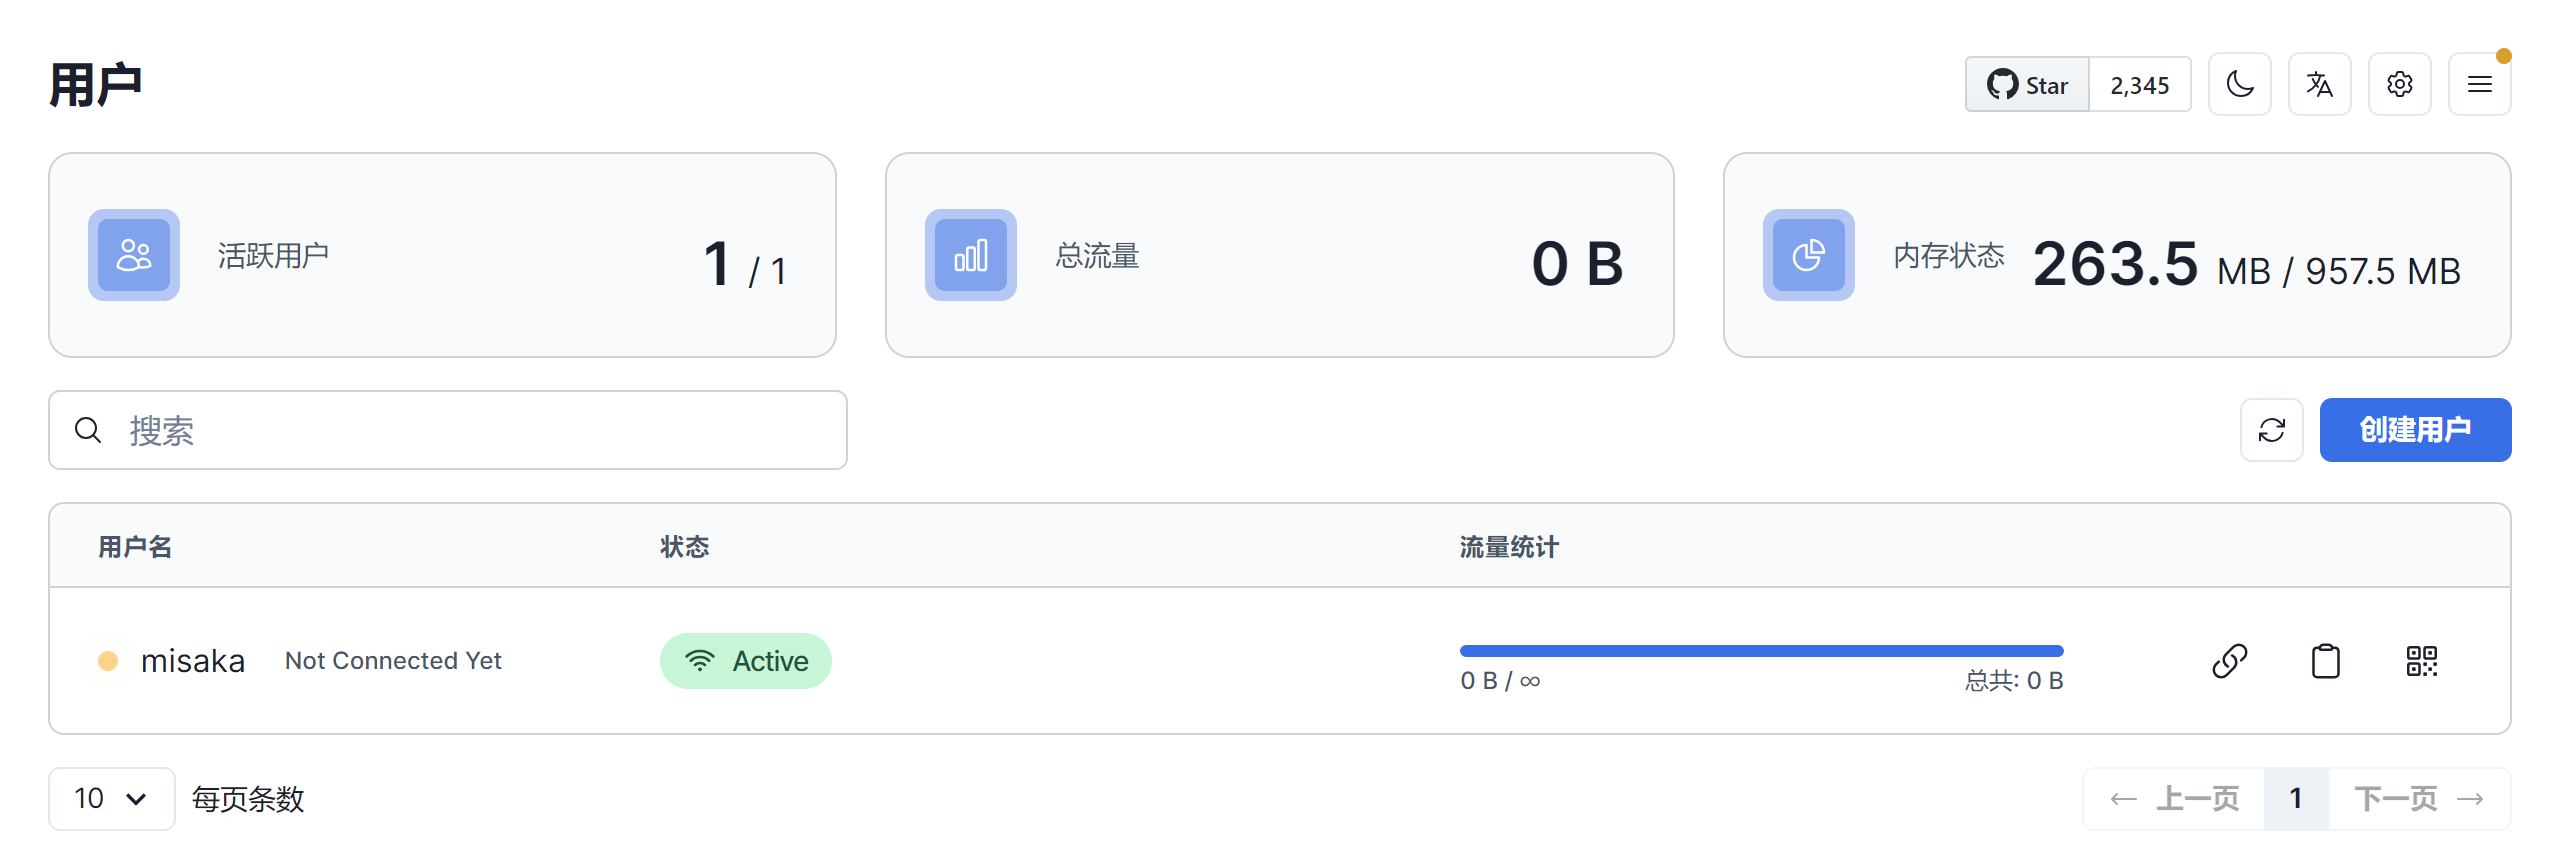 用户
Star 2,345
活跃用户 1 / 1
总流量 0 B
内存状态 263.5 MB / 957.5 MB
搜索
创建用户
用户名 状态 流量统计
misaka Not Connected Yet Active
0 B / ∞ 总共: 0 B
10 每页条数
← 上一页 1 下一页 →